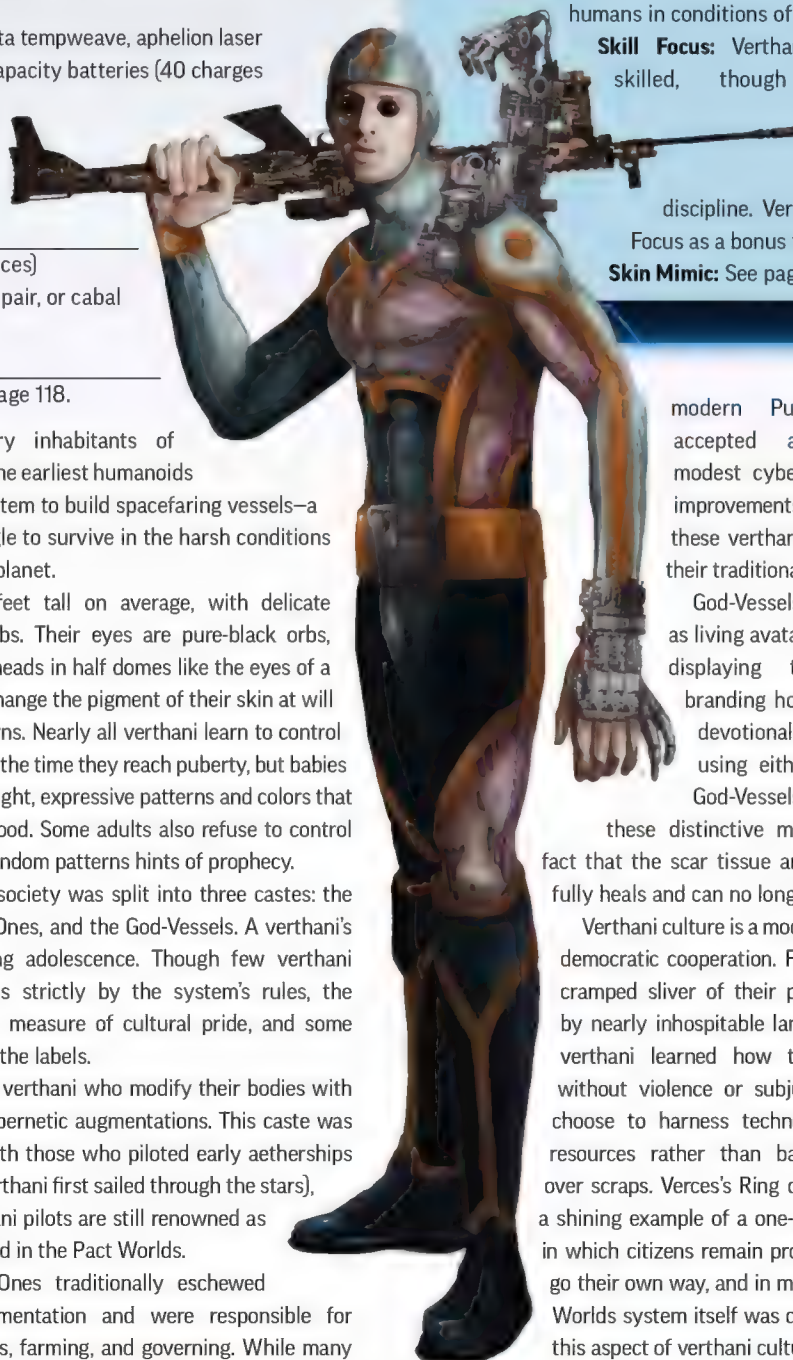 ta tempweave, aphelion laser
apacity batteries (40 charges
ces)
pair, or cabal
age 118.
ry inhabitants of
he earliest humanoids
tem to build spacefaring vessels—a
gle to survive in the harsh conditions
planet.
feet tall on average, with delicate
bs. Their eyes are pure-black orbs,
heads in half domes like the eyes of a
hange the pigment of their skin at will
rns. Nearly all verthani learn to control
the time they reach puberty, but babies
ght, expressive patterns and colors that
ood. Some adults also refuse to control
ndom patterns hints of prophecy.
society was split into three castes: the
Ones, and the God-Vessels. A verthani's
ng adolescence. Though few verthani
s strictly by the system's rules, the
measure of cultural pride, and some
the labels.
verthani who modify their bodies with
bernetic augmentations. This caste was
th those who piloted early aetherships
rthani first sailed through the stars),
ani pilots are still renowned as
d in the Pact Worlds.
Ones traditionally eschewed
mentation and were responsible for
s, farming, and governing. While many
humans in conditions of
Skill Focus: Vertha
skilled, though
discipline. Ver
Focus as a bonus
Skin Mimic: See pag
modern Pu
accepted a
modest cybe
improvements
these verthan
their traditiona
God-Vessels
as living avata
displaying t
branding ho
devotional
using eith
God-Vessels
these distinctive m
fact that the scar tissue an
fully heals and can no long
Verthani culture is a mod
democratic cooperation. F
cramped sliver of their p
by nearly inhospitable lan
verthani learned how t
without violence or subj
choose to harness techn
resources rather than ba
over scraps. Verces's Ring o
a shining example of a one-
in which citizens remain pro
go their own way, and in m
Worlds system itself was c
this aspect of verthani cultu